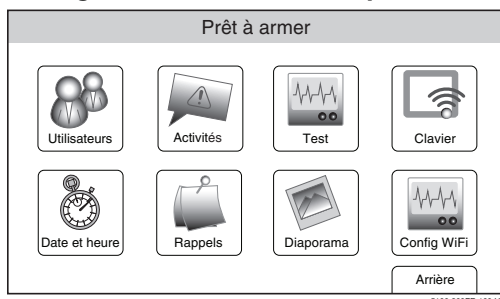 Prêt à armer
Utilisateurs
Activités
Test
Clavier
Date et heure
Rappels
Diaporama
Config WiFi
Arrière